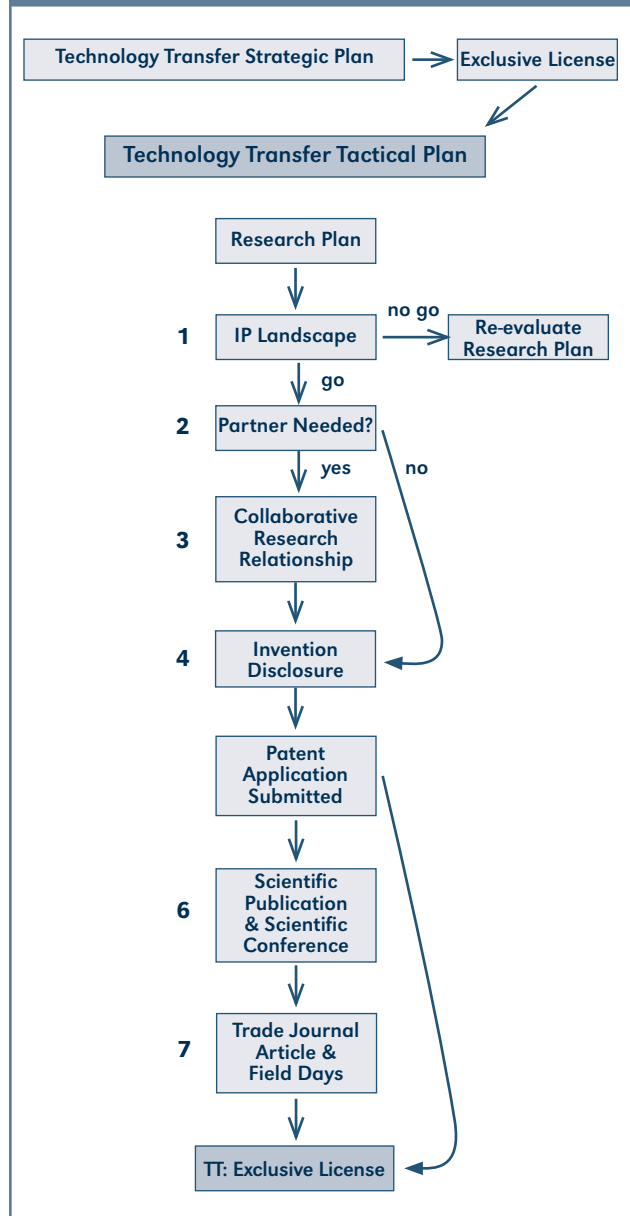 Technology Transfer Strategic Plan
Exclusive License
Technology Transfer Tactical Plan
Research Plan
1
IP Landscape
no go
Re-evaluate
Research Plan
go
2
Partner Needed?
yes
no
3
Collaborative
Research
Relationship
4
Invention
Disclosure
Patent
Application
Submitted
6
Scientific
Publication
& Scientific
Conference
7
Trade Journal
Article &
Field Days
TT: Exclusive License